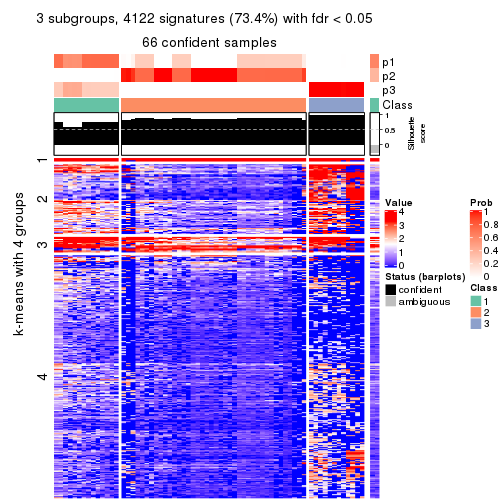 3 subgroups, 4122 signatures (73.4%) with fdr < 0.05
66 confident samples
p1
p2
p3
Class
1
0.5
0
Silhouette
score
k-means with 4 groups
1
2
3
4
Value
4
3
2
1
0
Status (barplots)
confident
ambiguous
Prob
1
0.8
0.6
0.4
0.2
0
Class
1
2
3